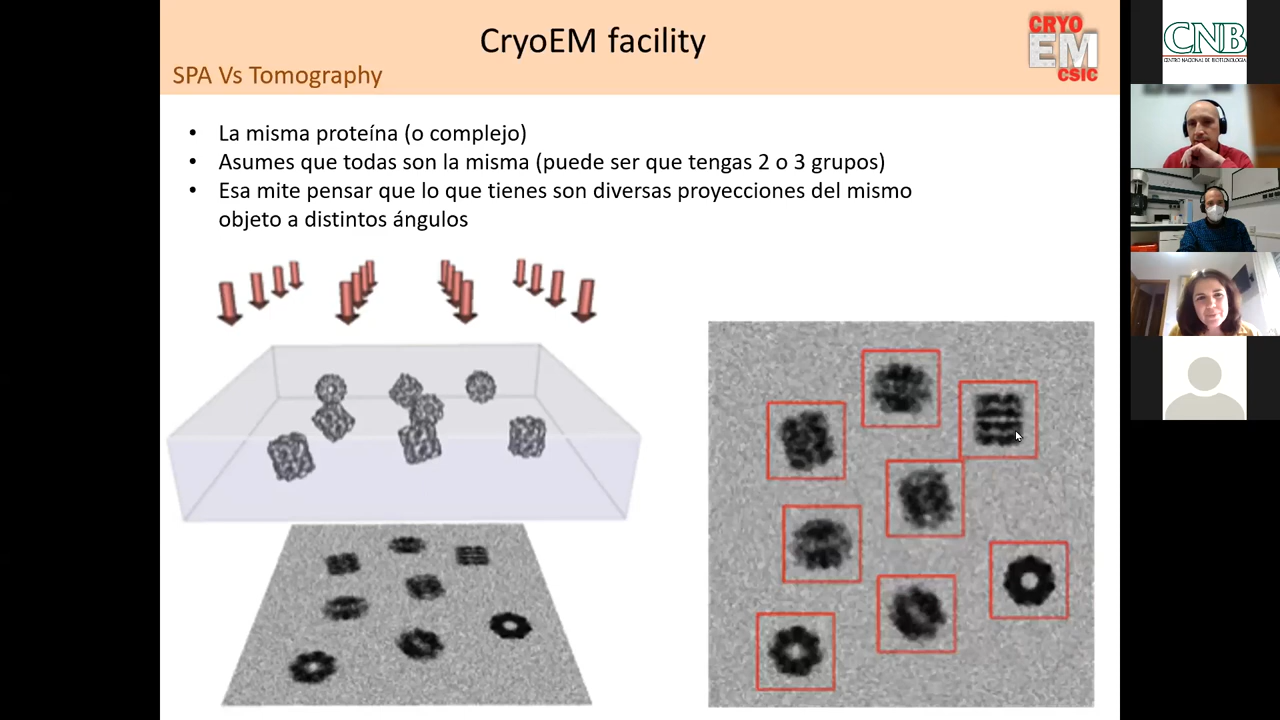 CryoEM facility
SPA Vs Tomography
CRYO
EM
CSIC
• La misma proteína (o complejo)
• Asumes que todas son la misma (puede ser que tengas 2 o 3 grupos)
• Esa mite pensar que lo que tienes son diversas proyecciones del mismo
objeto a distintos ángulos
CNB
CENTRO NACIONAL DE BIOTECNOLOGIA